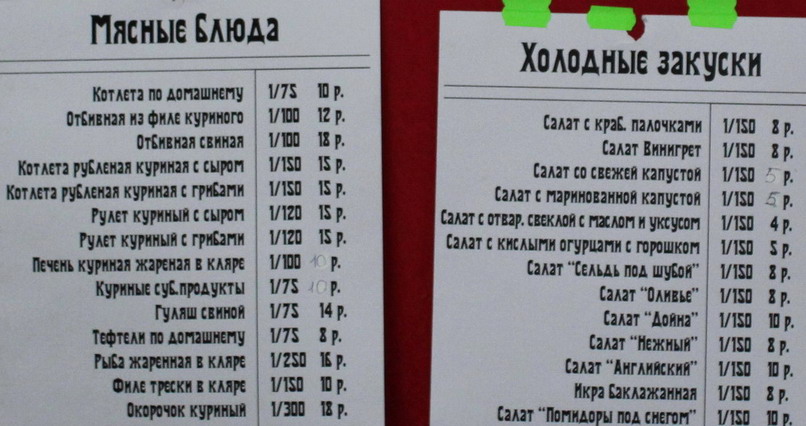 Мясные блюда
Котлета по домашнему 1/75 10 р.
Отбивная из филе куриного 1/100 12 р.
Отбивная свиная 1/100 18 р.
Котлета рубленая куриная с сыром 1/150 15 р.
Котлета рубленая куриная с грибами 1/150 15 р.
Рулет куриный с сыром 1/120 15 р.
Рулет куриный с грибами 1/120 15 р.
Печень куриная жареная в кляре 1/100 10 р.
Куриные суб.продукты 1/75 10 р.
Гуляш свиной 1/75 14 р.
Тефтели по домашнему 1/75 8 р.
Рыба жаренная в кляре 1/250 16 р.
Филе трески в кляре 1/150 10 р.
Окорочок куриный 1/300 18 р.
Холодные закуски
Салат с краб. палочками 1/150 8 р.
Салат Винигрет 1/150 8 р.
Салат со свежей капустой 1/150 5 р.
Салат с маринованной капустой 1/150 5 р.
Салат с отвар. свеклой с маслом и уксусом 1/150 4 р.
Салат с кислыми огурцами с горошком 1/150 5 р.
Салат "Сельдь под шубой" 1/150 8 р.
Салат "Оливье" 1/150 8 р.
Салат "Дойна" 1/150 10 р.
Салат "Нежный" 1/150 8 р.
Салат "Английский" 1/150 10 р.
Икра Баклажанная 1/150 8 р.
Салат "Помидоры под снегом" 1/150 10 р.